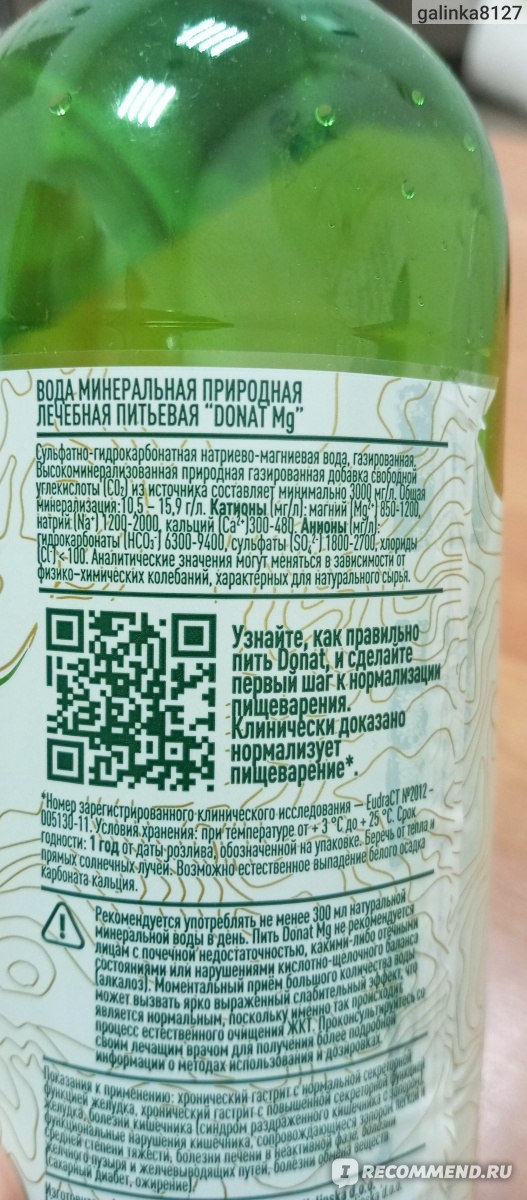 galinka8127
ВОДА МИНЕРАЛЬНАЯ ПРИРОДНАЯ
ЛЕЧЕБНАЯ ПИТЬЕВАЯ "DONAT Mg"
Сульфатно-гидрокарбонатная натриево-магниевая вода, газированная.
Высокоминерализованная природная газированная добавка свободной
углекислоты (CO₂) из источника составляет минимально 3000 мг/л. Общая
минерализация:10,5 – 15,9 г/л. Катионы (мг/л): магний (Mg²⁺) 850-1200,
натрий (Na⁺) 1200-2000, кальций (Ca²⁺)300-480. Анионы (мг/л):
гидрокарбонаты (HCO₃⁻) 6300-9400, сульфаты (SO₄²⁻) 1800-2700, хлориды
(Cl⁻) < 100. Аналитические значения могут меняться в зависимости от
физико-химических колебаний, характерных для натурального сырья.
Узнайте, как правильно
пить Donat, и сделайте
первый шаг к нормализации
пищеварения.
Клинически доказано
нормализует
пищеварение*.
*Номер зарегистрированного клинического исследования – EudraCT №2012 –
005130-11. Условия хранения: при температуре от + 3 °C до + 25 °C. Срок
годности: 1 год от даты розлива, обозначенной на упаковке. Беречь от тепла и
прямых солнечных лучей. Возможно естественное выпадение белого осадка
карбоната кальция.
Рекомендуется употреблять не менее 300 мл натуральной
минеральной воды в день. Пить Donat Mg не рекомендуется
лицам с почечной недостаточностью, какими-либо отечными
состояниями или нарушениями кислотно-щелочного баланса
(алкалоз). Моментальный приём большого количества воды
может вызвать ярко выраженный слабительный эффект, что
является нормальным, поскольку именно так происходит
процесс естественного очищения ЖКТ. Проконсультируйтесь со
своим лечащим врачом для получения более подробной
информации о методах использования и дозировках.
Показания к применению: хронический гастрит с нормальной секреторной
функцией желудка, хронический гастрит с повышенной секреторной функцией
желудка, болезни кишечника (синдром раздраженного кишечника с
функциональные нарушения кишечника, сопровождающиеся запором
средней степени тяжести, болезни печени в неактивной фазе, болезни
желчного пузыря и желчевыводящих путей, болезни обмена веществ
(сахарный диабет, ожирение).
Изготовитель
I RECOMMEND.RU